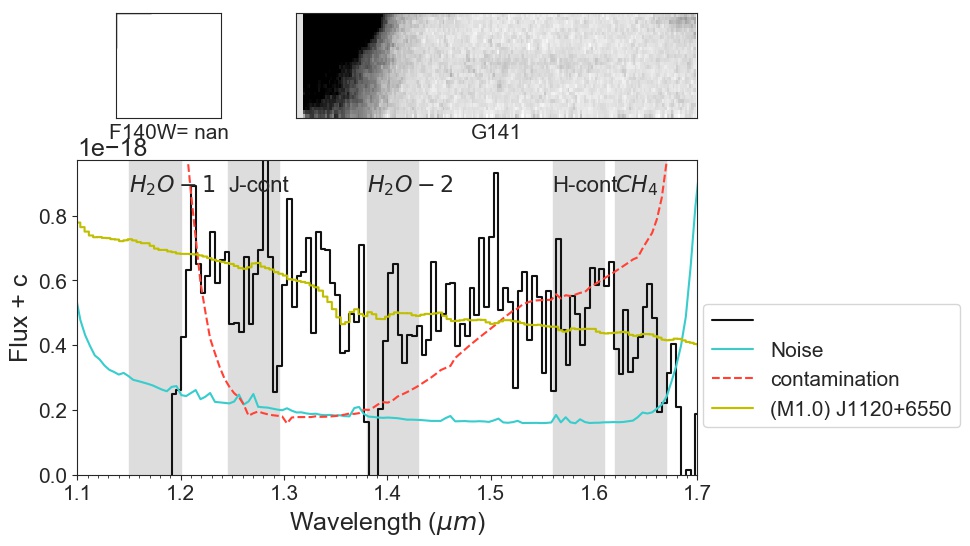 F140W= nan
G141
1e−18
H₂O − 1
J-cont
H₂O − 2
H-cont
CH₄
0.8
0.6
0.4
0.2
0.0
Flux + c
1.1
1.2
1.3
1.4
1.5
1.6
1.7
Wavelength (μm)
Noise
contamination
(M1.0) J1120+6550